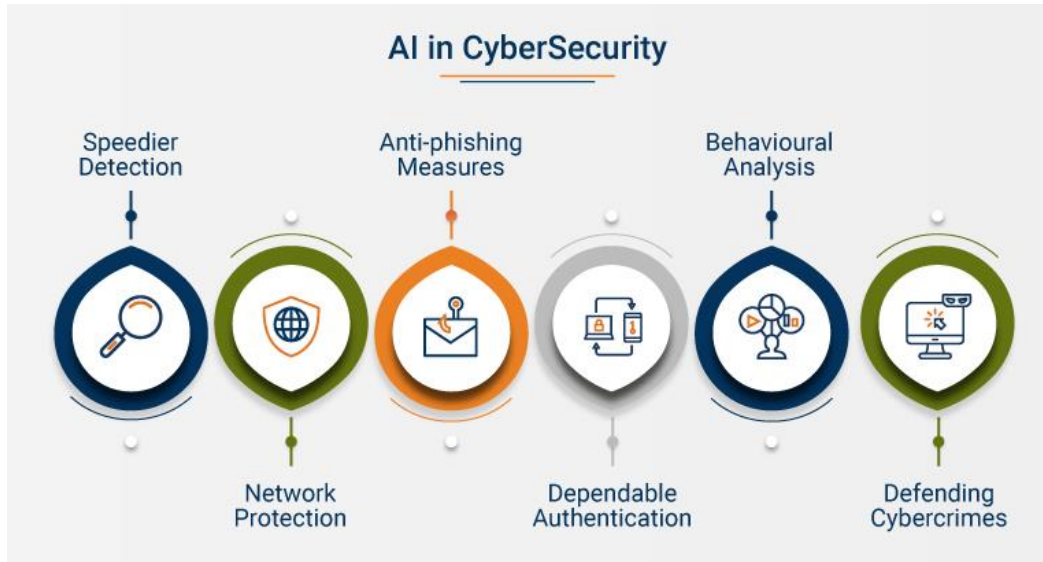 AI in CyberSecurity
Speedier
Detection
Anti-phishing
Measures
Behavioural
Analysis
Network
Protection
Dependable
Authentication
Defending
Cybercrimes